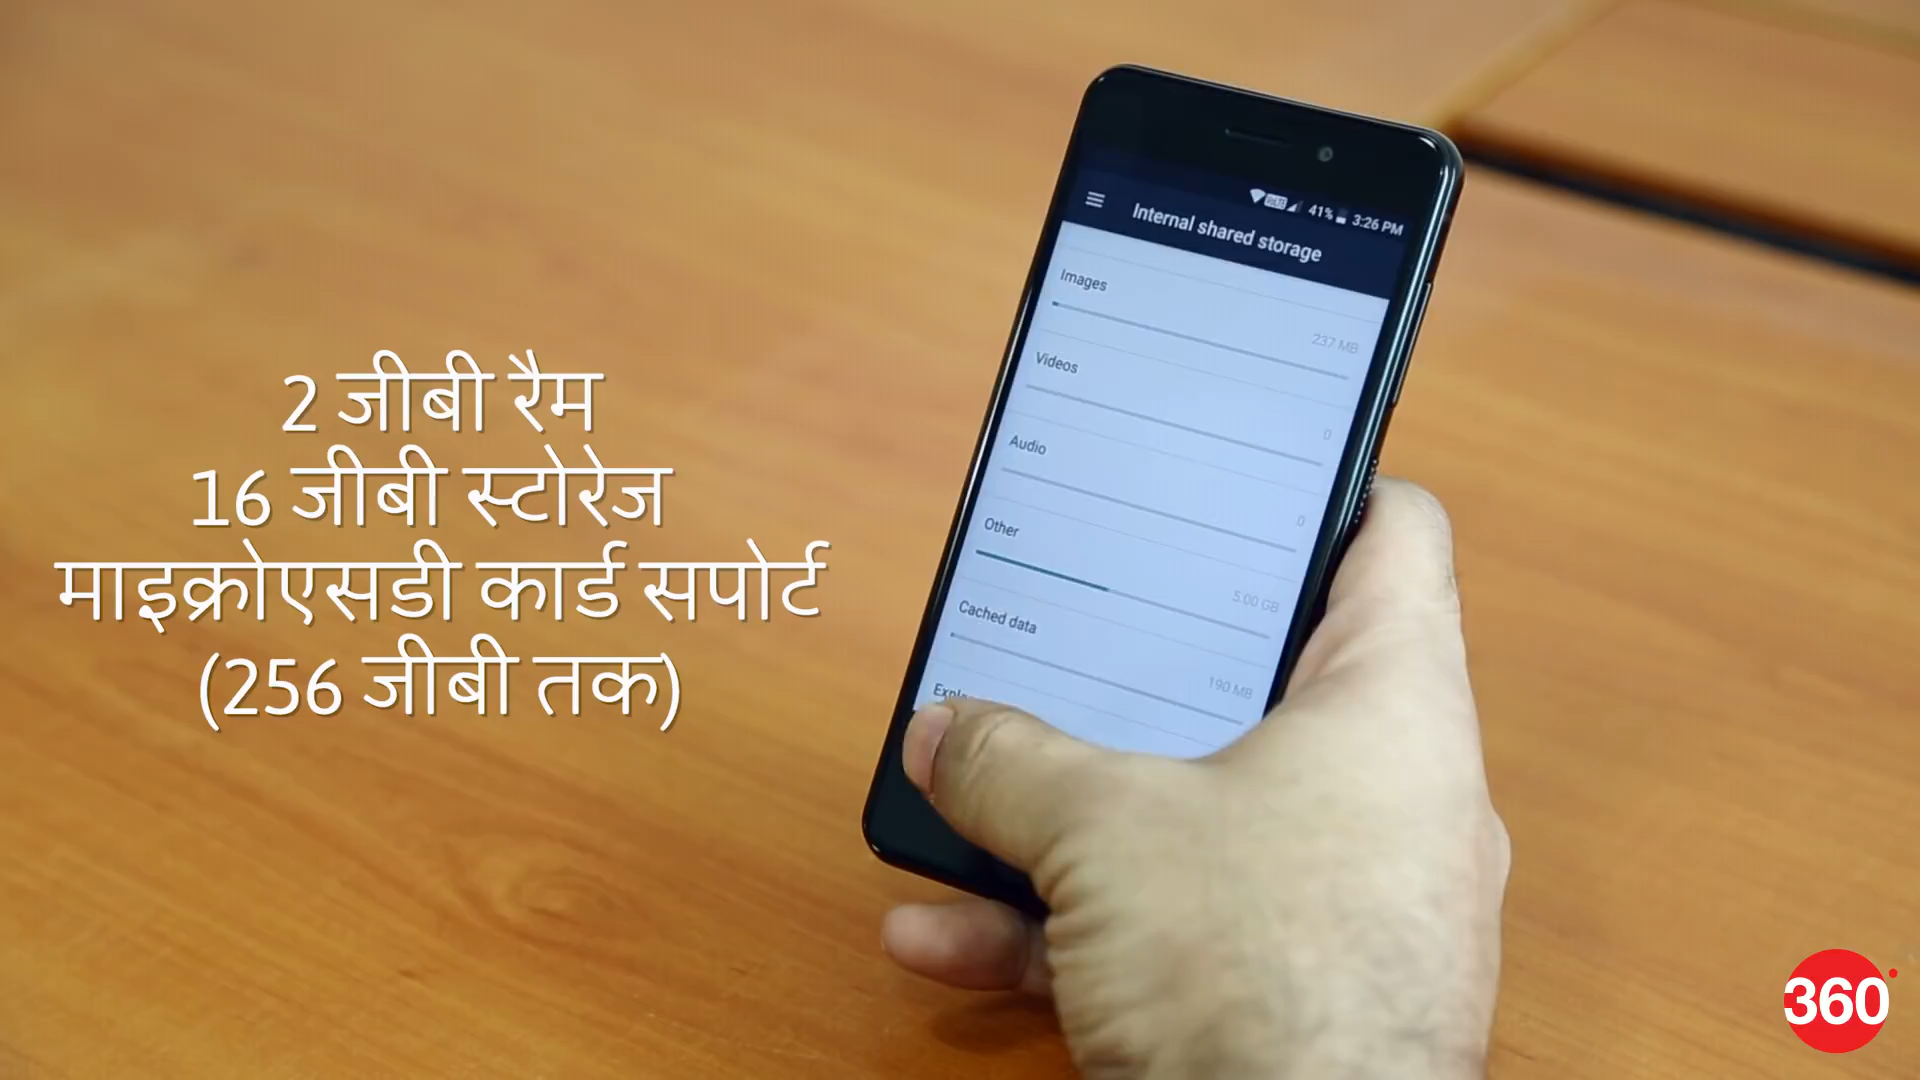 2 जीबी रैम
16 जीबी स्टोरेज
माइक्रोएसडी कार्ड सपोर्ट
(256 जीबी तक)
41% 3:26 PM
Internal shared storage
Images
237 MB
Videos
0
Audio
0
Other
5.00 GB
Cached data
190 MB
360